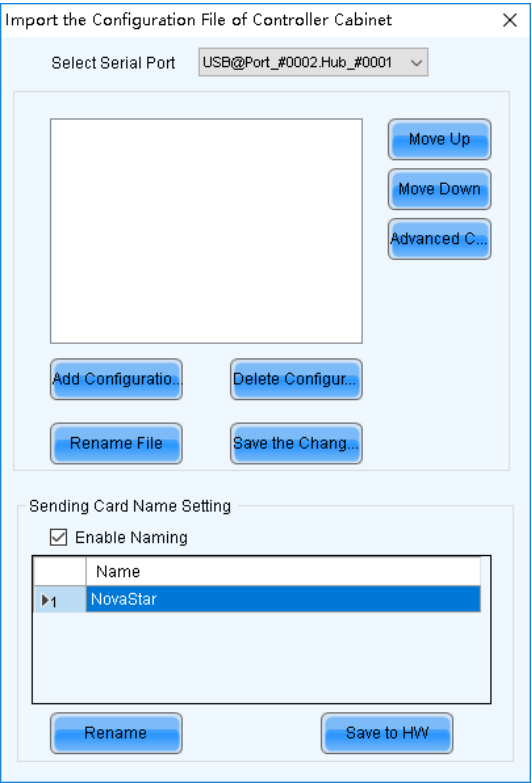 Import the Configuration File of Controller Cabinet
Select Serial Port USB@Port_#0002.Hub_#0001
Move Up
Move Down
Advanced C...
Add Configuratio... Delete Configur...
Rename File Save the Chang...
Sending Card Name Setting
Enable Naming
Name
1 NovaStar
Rename Save to HW